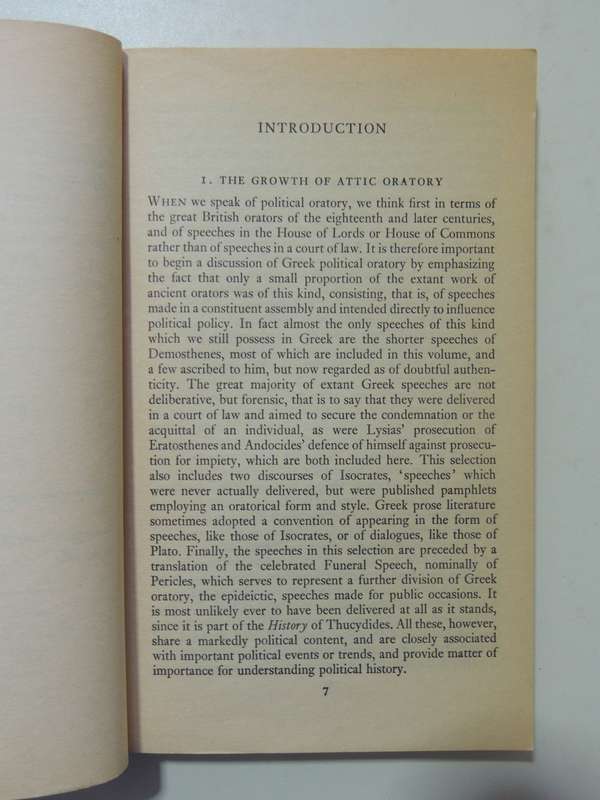 INTRODUCTION
1. THE GROWTH OF ATTIC ORATORY
WHEN we speak of political oratory, we think first in terms of
the great British orators of the eighteenth and later centuries,
and of speeches in the House of Lords or House of Commons
rather than of speeches in a court of law. It is therefore important
to begin a discussion of Greek political oratory by emphasizing
the fact that only a small proportion of the extant work of
ancient orators was of this kind, consisting, that is, of speeches
made in a constituent assembly and intended directly to influence
political policy. In fact almost the only speeches of this kind
which we still possess in Greek are the shorter speeches of
Demosthenes, most of which are included in this volume, and
a few ascribed to him, but now regarded as of doubtful authen-
ticity. The great majority of extant Greek speeches are not
deliberative, but forensic, that is to say that they were delivered
in a court of law and aimed to secure the condemnation or the
acquittal of an individual, as were Lysias' prosecution of
Eratosthenes and Andocides' defence of himself against prosecu-
tion for impiety, which are both included here. This selection
also includes two discourses of Isocrates, 'speeches' which
were never actually delivered, but were published pamphlets
employing an oratorical form and style. Greek prose literature
sometimes adopted a convention of appearing in the form of
speeches, like those of Isocrates, or of dialogues, like those of
Plato. Finally, the speeches in this selection are preceded by a
translation of the celebrated Funeral Speech, nominally of
Pericles, which serves to represent a further division of Greek
oratory, the epideictic, speeches made for public occasions. It
is most unlikely ever to have been delivered at all as it stands,
since it is part of the History of Thucydides. All these, however,
share a markedly political content, and are closely associated
with important political events or trends, and provide matter of
importance for understanding political history.
7